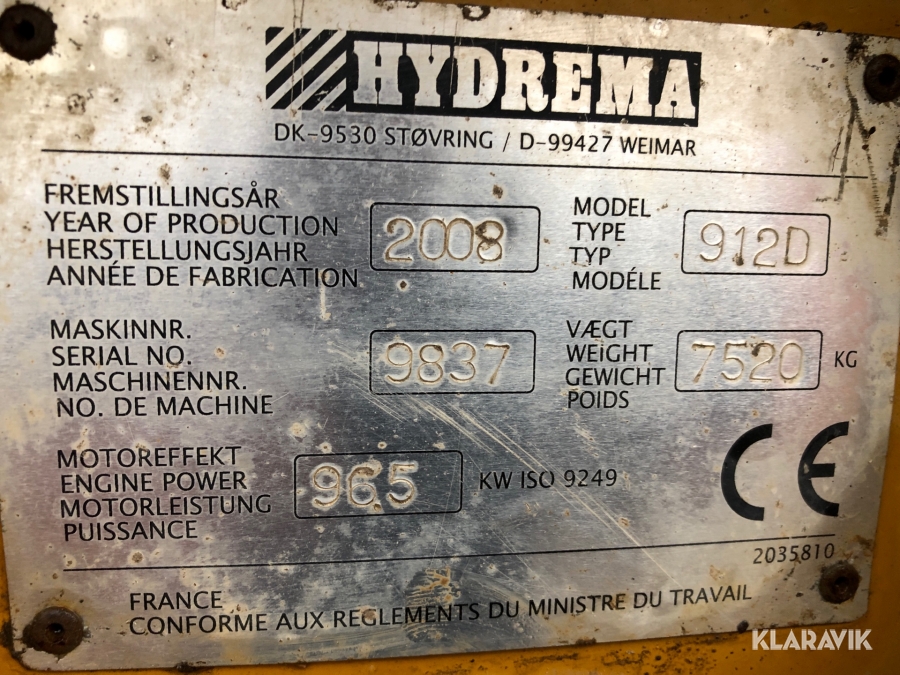 HYDREMA
DK-9530 STØVRING / D-99427 WEIMAR
FREMSTILLINGSÅR
YEAR OF PRODUCTION
HERSTELLUNGSJAHR
ANNÉE DE FABRICATION
2008
MODEL
TYPE
TYP
MODÉLE
912D
MASKINNR.
SERIAL NO.
MASCHINENNR.
NO. DE MACHINE
9837
VÆGT
WEIGHT
GEWICHT
POIDS
7520 KG
MOTOREFFEKT
ENGINE POWER
MOTORLEISTUNG
PUISSANCE
96.5 KW ISO 9249
CE
2035810
FRANCE
CONFORME AUX REGLEMENTS DU MINISTRE DU TRAVAIL
KLARAVIK